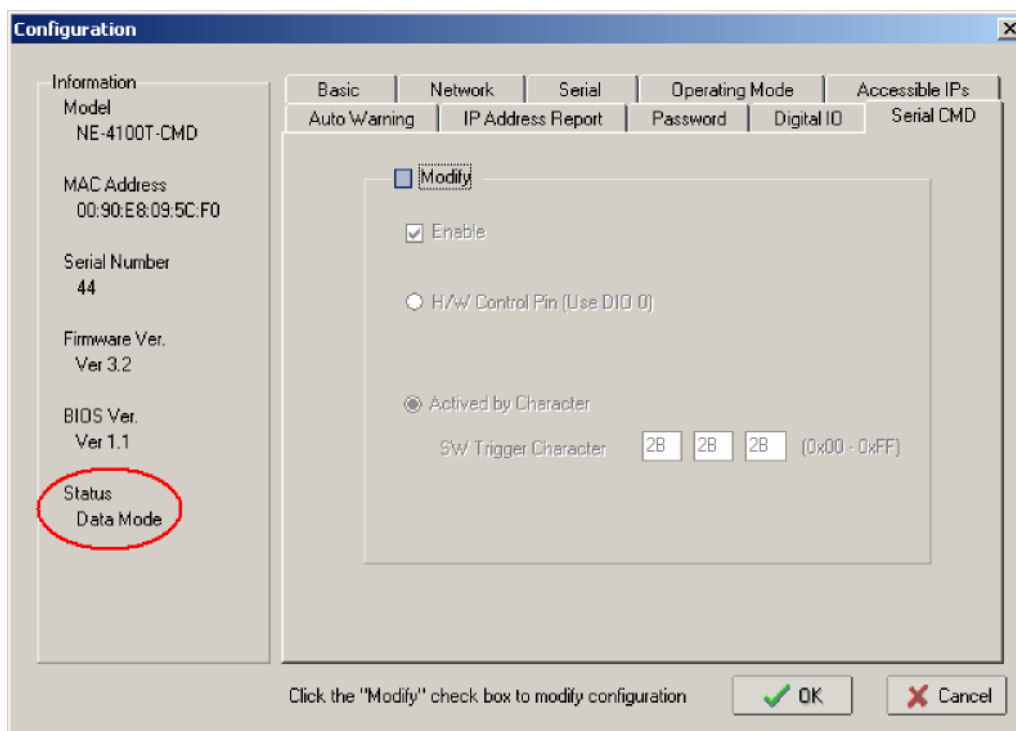 Configuration
Information
Model
NE-4100T-CMD
MAC Address
00:90:E8:09:5C:F0
Serial Number
44
Firmware Ver.
Ver 3.2
BIOS Ver.
Ver 1.1
Status
Data Mode
Basic Network Serial Operating Mode Accessible IPs
Auto Warning IP Address Report Password Digital IO Serial CMD
Modify
Enable
H/W Control Pin (Use DIO 0)
Actived by Character
SW Trigger Character 2B 2B 2B (0x00 - 0xFF)
Click the "Modify" check box to modify configuration OK Cancel